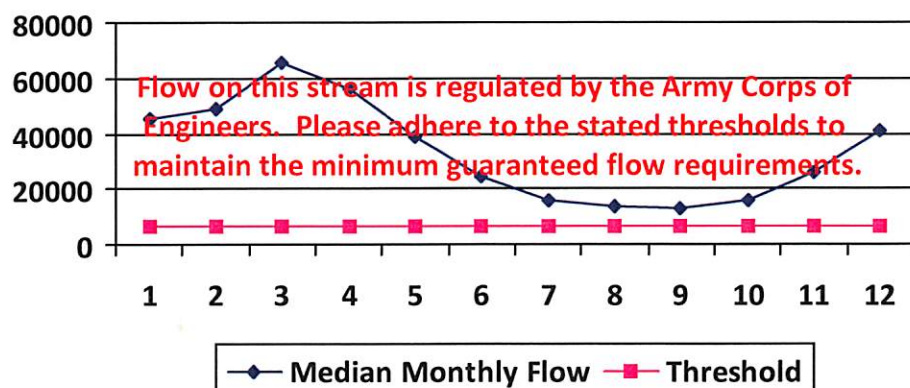 80000
60000
40000
20000
0
Flow on this stream is regulated by the Army Corps of
Engineers. Please adhere to the stated thresholds to
maintain the minimum guaranteed flow requirements.
1 2 3 4 5 6 7 8 9 10 11 12
Median Monthly Flow Threshold